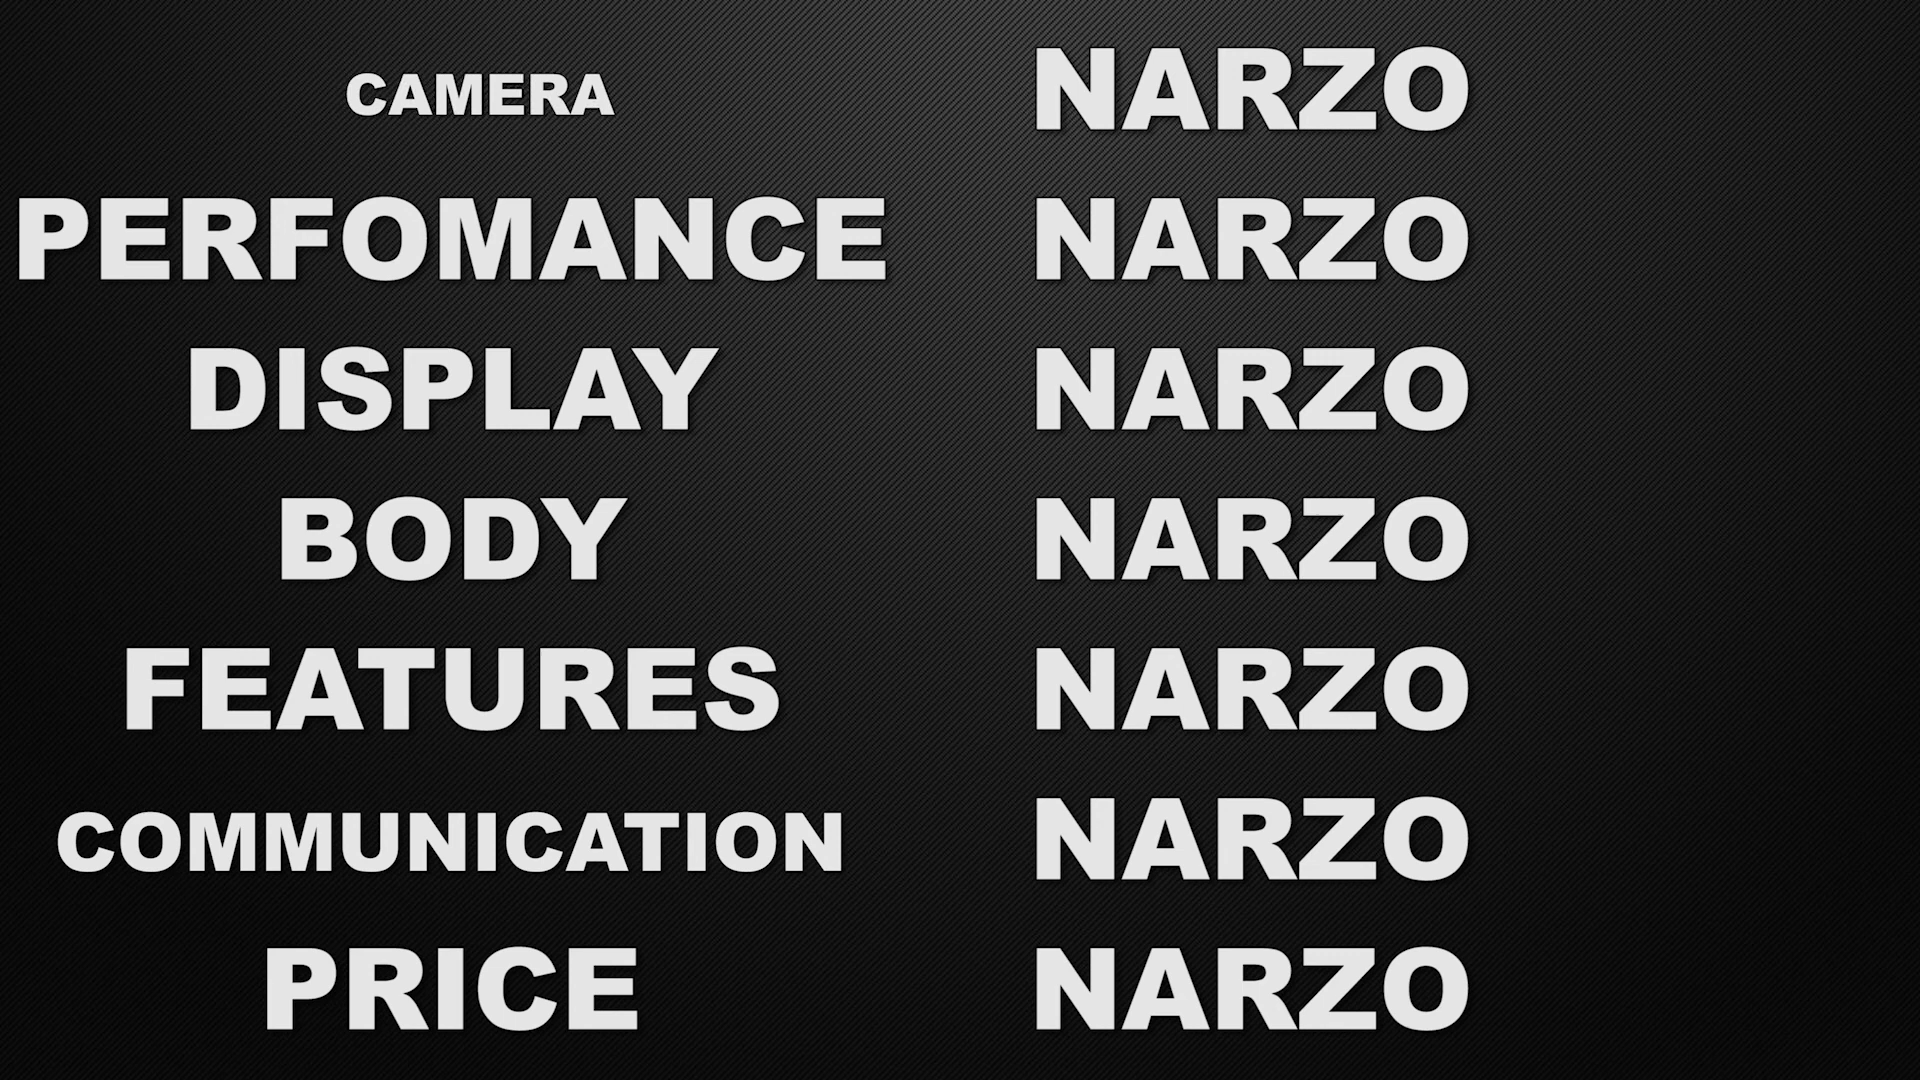 CAMERA NARZO
PERFOMANCE NARZO
DISPLAY NARZO
BODY NARZO
FEATURES NARZO
COMMUNICATION NARZO
PRICE NARZO